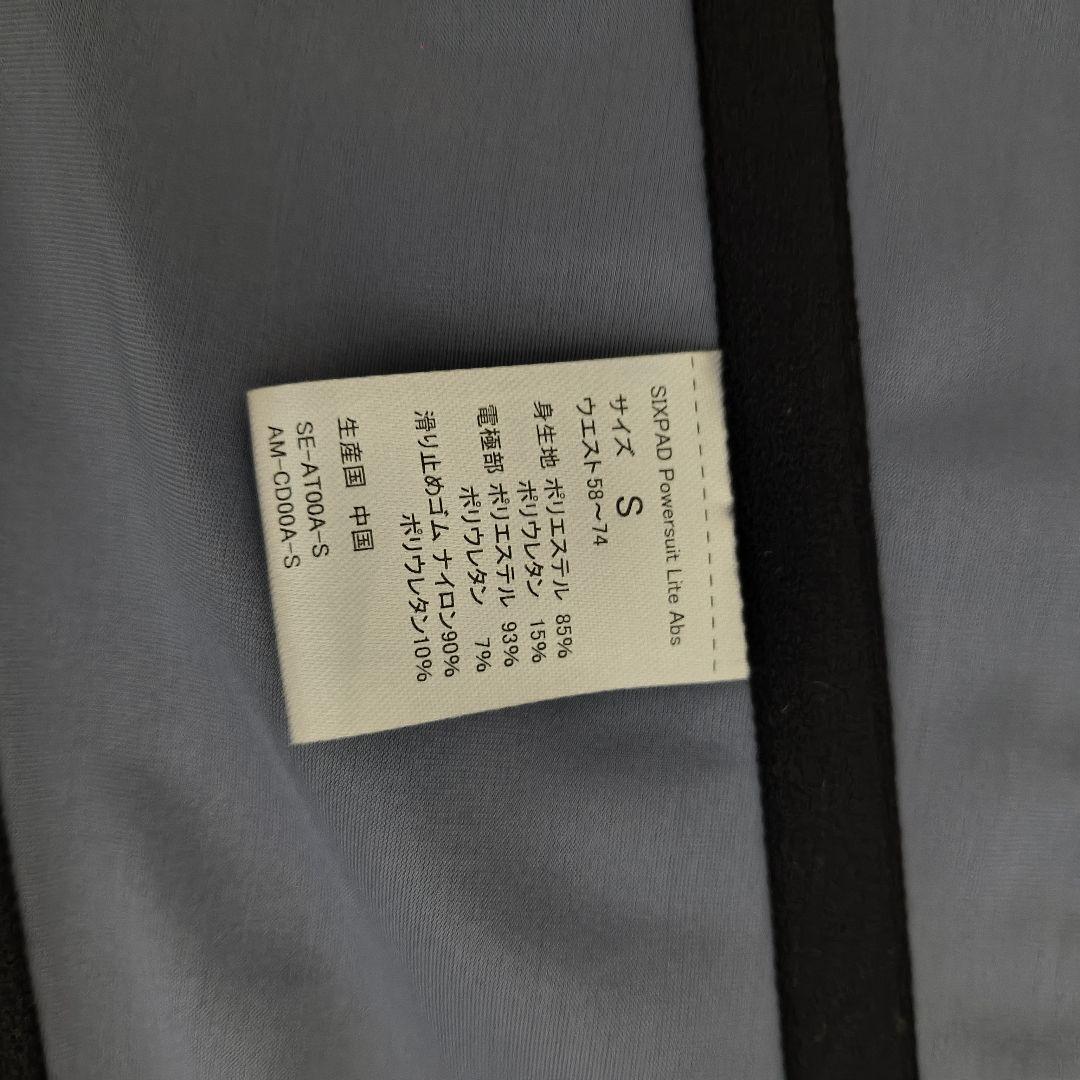 SIXPAD Powersuit Lite Abs
サイズ S
ウエスト58〜74
身生地 ポリエステル 85%
ポリウレタン 15%
電極部 ポリエステル 93%
ポリウレタン 7%
滑り止めゴム ナイロン90%
ポリウレタン10%
生産国 中国
SE-AT00A-S
AM-CD00A-S